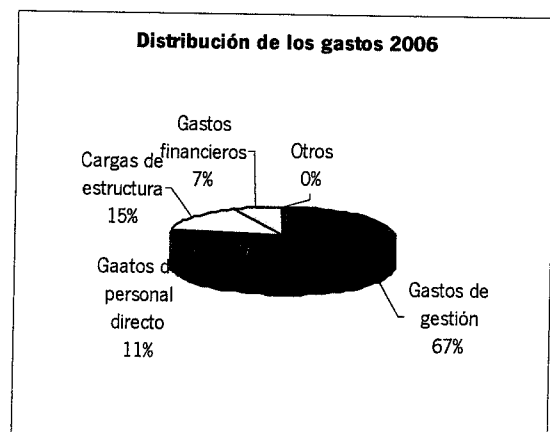 Distribución de los gastos 2006
Gastos
financieros
7%
Otros
0%
Cargas de
estructura
15%
Gaatos d
personal
directo
11%
Gastos de
gestión
67%